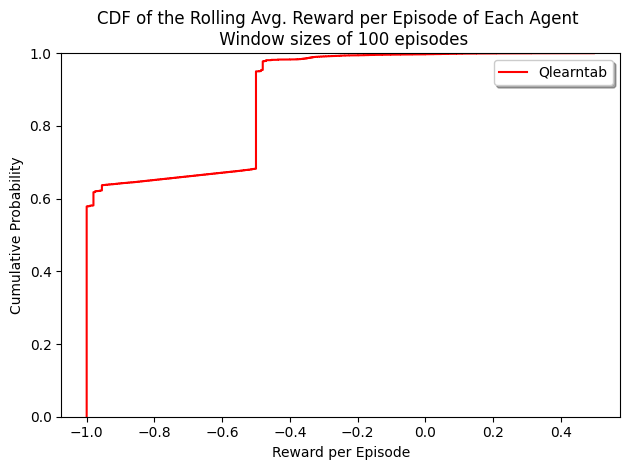 CDF of the Rolling Avg. Reward per Episode of Each Agent
Window sizes of 100 episodes
Qlearntab
1.0
0.8
0.6
0.4
0.2
0.0
Cumulative Probability
−1.0 −0.8 −0.6 −0.4 −0.2 0.0 0.2 0.4
Reward per Episode